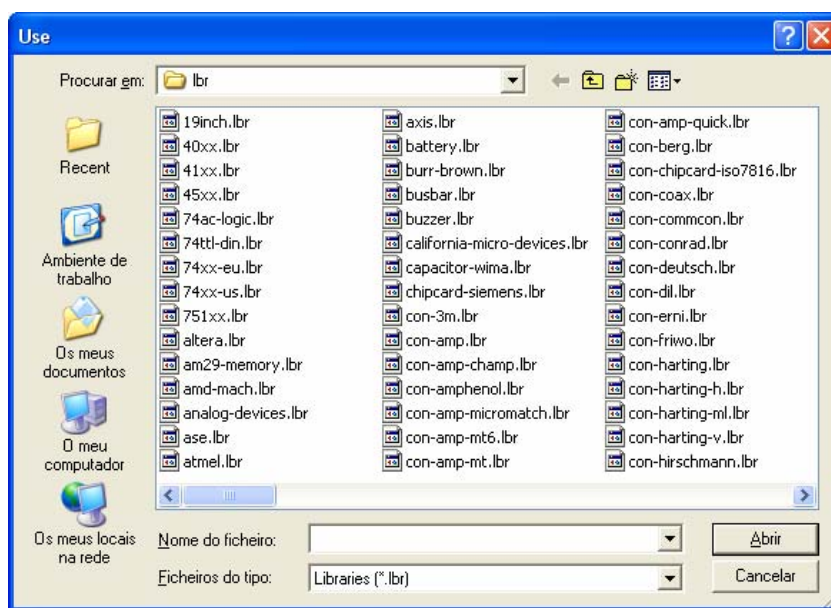 Use
Procurar em: lbr
Recent
Ambiente de
trabalho
Os meus
documentos
O meu
computador
Os meus locais
na rede
19inch.lbr
40xx.lbr
41xx.lbr
45xx.lbr
74ac-logic.lbr
74ttl-din.lbr
74xx-eu.lbr
74xx-us.lbr
751xx.lbr
altera.lbr
am29-memory.lbr
amd-mach.lbr
analog-devices.lbr
ase.lbr
atmel.lbr
axis.lbr
battery.lbr
burr-brown.lbr
busbar.lbr
buzzer.lbr
california-micro-devices.lbr
capacitor-wima.lbr
chipcard-siemens.lbr
con-3m.lbr
con-amp.lbr
con-amp-champ.lbr
con-amphenol.lbr
con-amp-micromatch.lbr
con-amp-mt6.lbr
con-amp-mt.lbr
con-amp-quick.lbr
con-berg.lbr
con-chipcard-iso7816.lbr
con-coax.lbr
con-commcon.lbr
con-conrad.lbr
con-deutsch.lbr
con-dil.lbr
con-erni.lbr
con-friwo.lbr
con-harting.lbr
con-harting-h.lbr
con-harting-ml.lbr
con-harting-v.lbr
con-hirschmann.lbr
Nome do ficheiro:
Abrir
Ficheiros do tipo: Libraries (*.lbr)
Cancelar